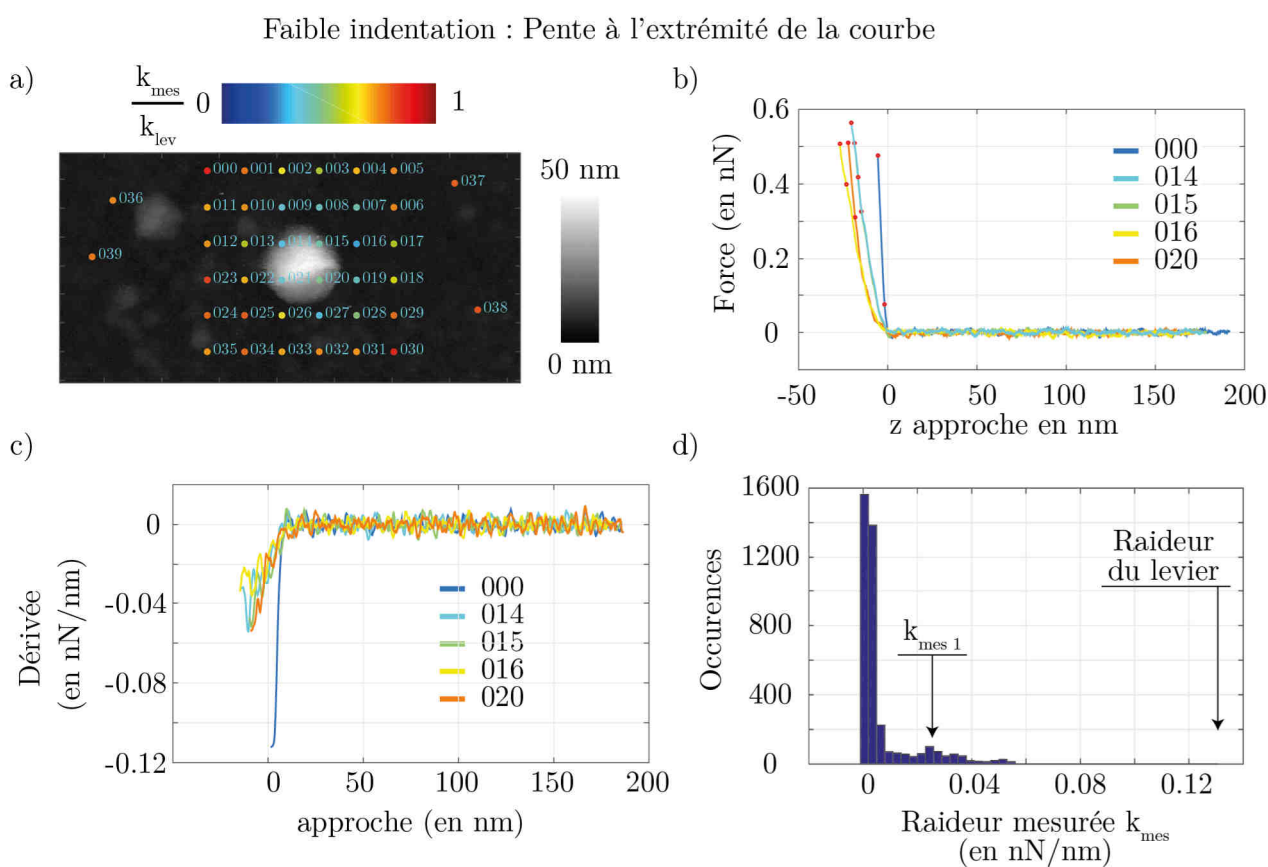 Faible indentation : Pente à l'extrémité de la courbe
a)
k_mes
k_lev
0
1
000 001 002 003 004 005
037
036
011 010 009 008 007 006
012 013 014 015 016 017
039
023 022 021 020 019 018
038
024 025 026 027 028 029
035 034 033 032 031 030
50 nm
0 nm
b)
Force (en nN)
0.6
0.4
0.2
0
-50 0 50 100 150 200
z approche en nm
000
014
015
016
020
c)
Dérivée
(en nN/nm)
0
-0.04
-0.08
-0.12
0 50 100 150 200
approche (en nm)
000
014
015
016
020
d)
Occurences
1600
1200
800
400
0
0 0.04 0.08 0.12
Raideur mesurée k_mes
(en nN/nm)
k_mes 1
Raideur
du levier